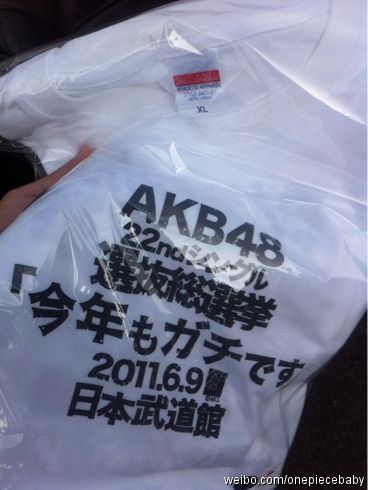 XL
AKB48
22ndシングル
選抜総選挙
「今年もガチです
2011.6.9
日本武道館
weibo.com/onepiecebaby